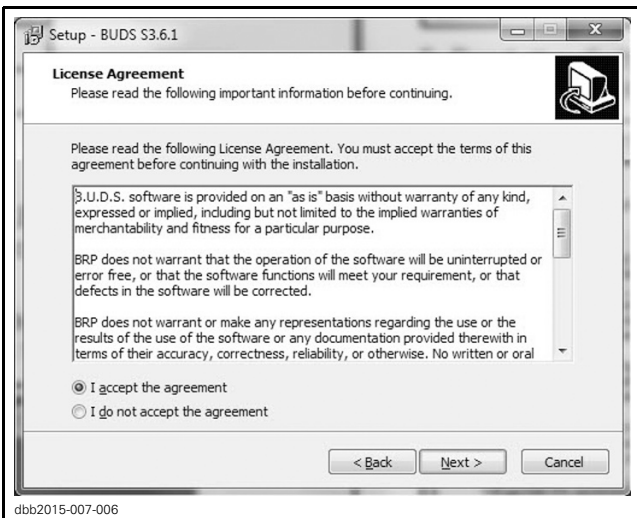 Setup - BUDS S3.6.1
License Agreement
Please read the following important information before continuing.
Please read the following License Agreement. You must accept the terms of this
agreement before continuing with the installation.
B.U.D.S. software is provided on an "as is" basis without warranty of any kind,
expressed or implied, including but not limited to the implied warranties of
merchantability and fitness for a particular purpose.
BRP does not warrant that the operation of the software will be uninterrupted or
error free, or that the software functions will meet your requirement, or that
defects in the software will be corrected.
BRP does not warrant or make any representations regarding the use or the
results of the use of the software or any documentation provided therewith in
terms of their accuracy, correctness, reliability, or otherwise. No written or oral
I accept the agreement
I do not accept the agreement
< Back
Next >
Cancel
dbb2015-007-006